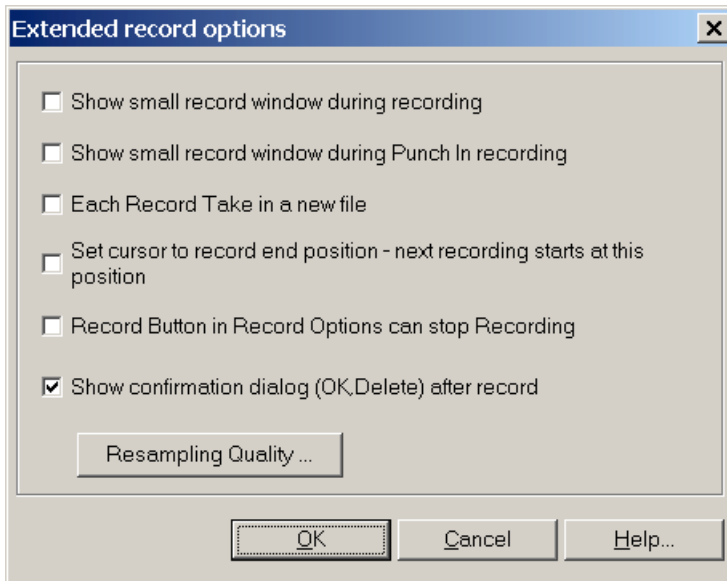 Extended record options
Show small record window during recording
Show small record window during Punch In recording
Each Record Take in a new file
Set cursor to record end position - next recording starts at this
position
Record Button in Record Options can stop Recording
Show confirmation dialog (OK,Delete) after record
Resampling Quality ...
OK
Cancel
Help...